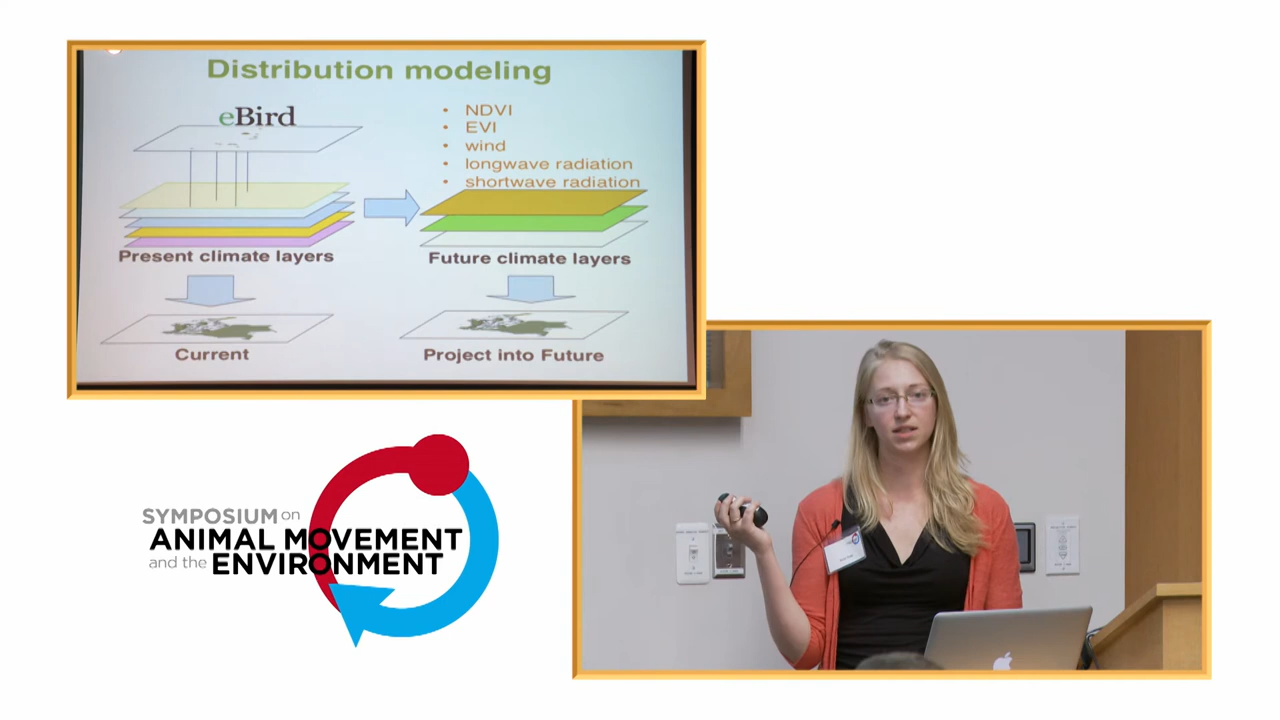 Distribution modeling
eBird
• NDVI
• EVI
• wind
• longwave radiation
• shortwave radiation
Present climate layers
Future climate layers
Current
Project into Future
SYMPOSIUM on
ANIMAL MOVEMENT
and the ENVIRONMENT